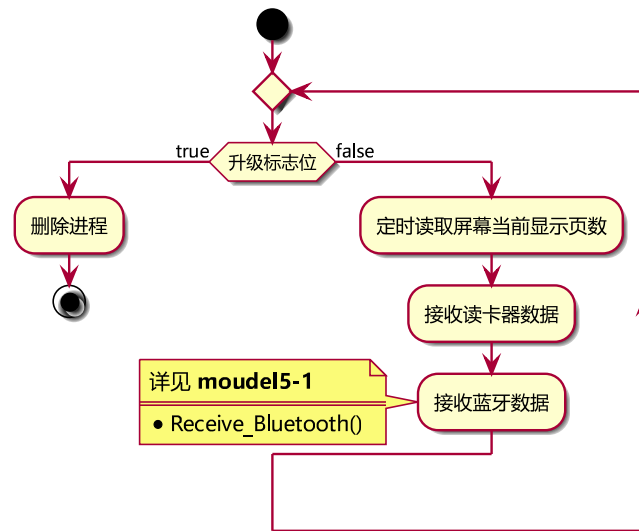 升级标志位
true
false
删除进程
定时读取屏幕当前显示页数
接收读卡器数据
接收蓝牙数据
详见 moudel5-1
• Receive_Bluetooth()